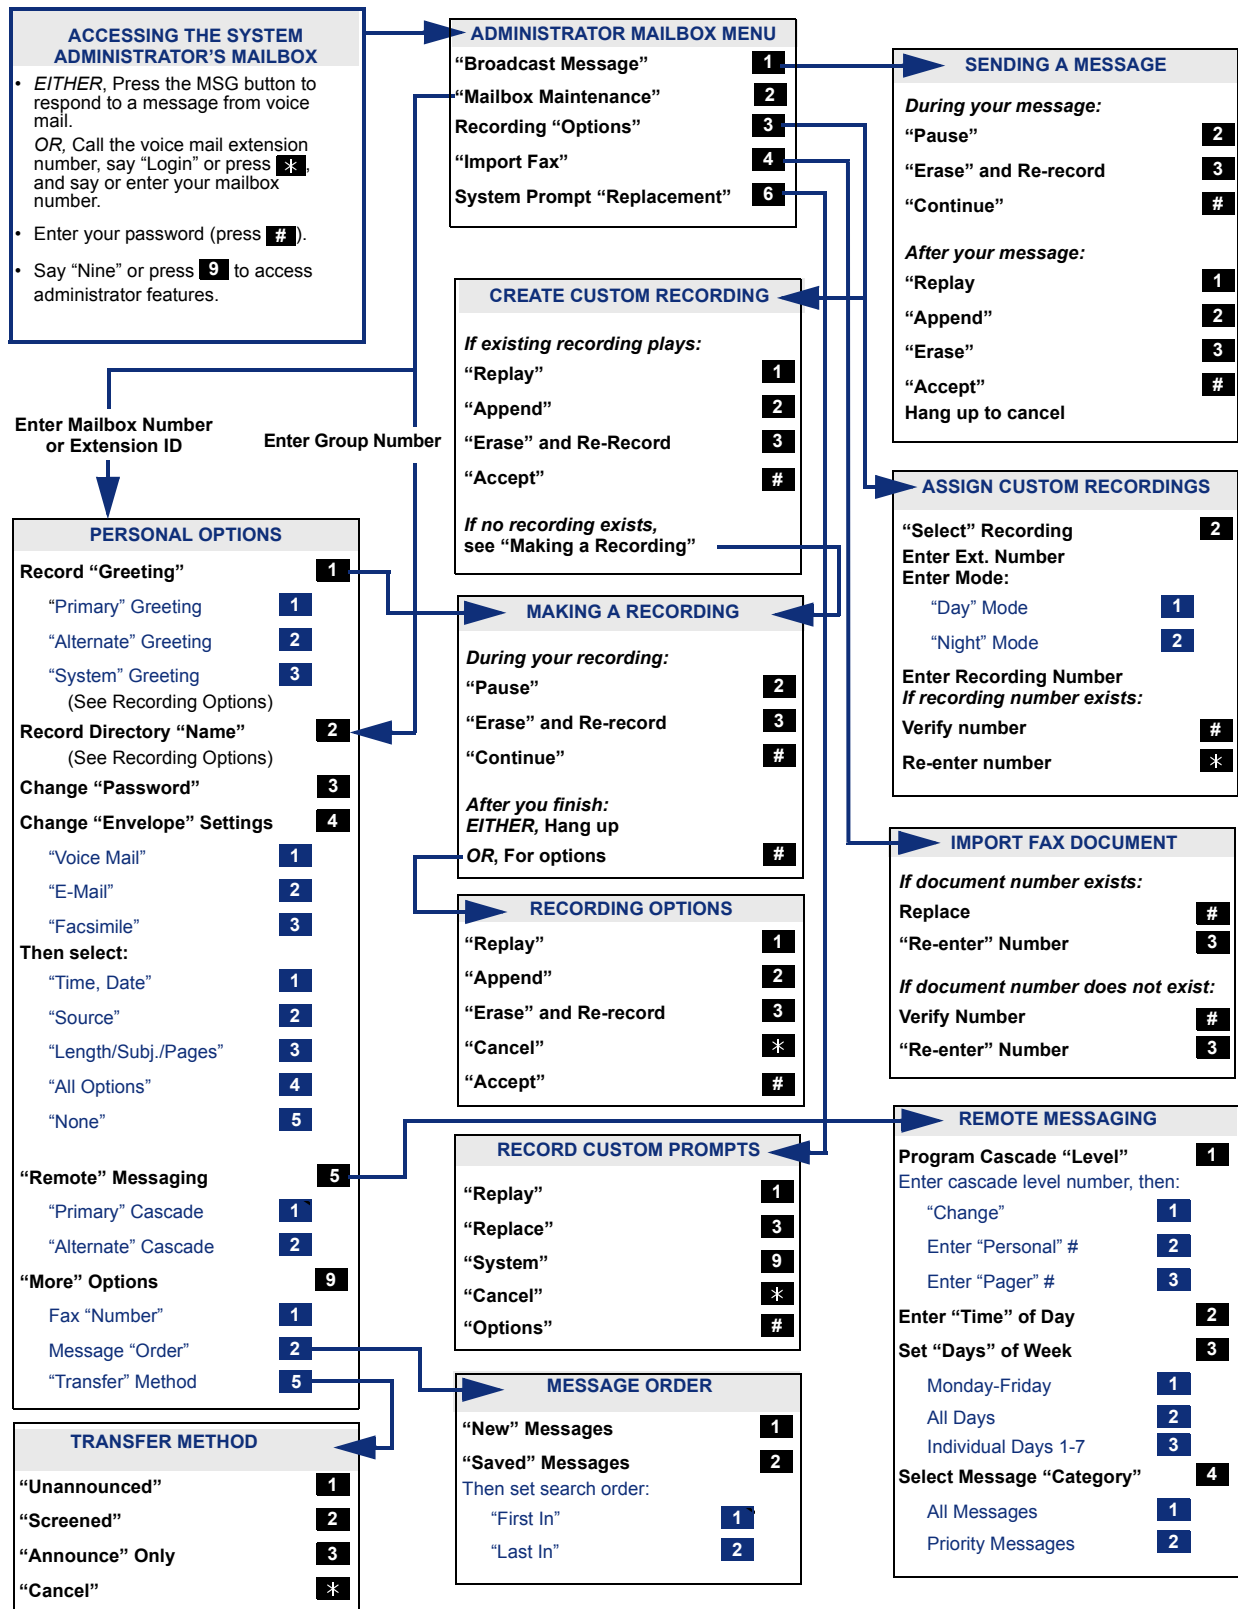 ACCESSING THE SYSTEM
ADMINISTRATOR'S MAILBOX
• EITHER, Press the MSG button to
respond to a message from voice
mail.
OR, Call the voice mail extension
number, say “Login” or press *,
and say or enter your mailbox
number.
• Enter your password (press #).
• Say “Nine” or press 9 to access
administrator features.
ADMINISTRATOR MAILBOX MENU
“Broadcast Message” 1
“Mailbox Maintenance” 2
Recording “Options” 3
“Import Fax” 4
System Prompt “Replacement” 6
SENDING A MESSAGE
During your message:
“Pause” 2
“Erase” and Re-record 3
“Continue” #
After your message:
“Replay 1
“Append” 2
“Erase” 3
“Accept” #
Hang up to cancel
CREATE CUSTOM RECORDING
If existing recording plays:
“Replay” 1
“Append” 2
“Erase” and Re-Record 3
“Accept” #
If no recording exists,
see “Making a Recording”
Enter Mailbox Number
or Extension ID
Enter Group Number
ASSIGN CUSTOM RECORDINGS
“Select” Recording 2
Enter Ext. Number
Enter Mode:
“Day” Mode 1
“Night” Mode 2
Enter Recording Number
If recording number exists:
Verify number #
Re-enter number *
PERSONAL OPTIONS
Record “Greeting” 1
“Primary” Greeting 1
“Alternate” Greeting 2
“System” Greeting 3
(See Recording Options)
Record Directory “Name” 2
(See Recording Options)
Change “Password” 3
Change “Envelope” Settings 4
“Voice Mail” 1
“E-Mail” 2
“Facsimile” 3
Then select:
“Time, Date” 1
“Source” 2
“Length/Subj./Pages” 3
“All Options” 4
“None” 5
“Remote” Messaging 5
“Primary” Cascade 1
“Alternate” Cascade 2
“More” Options 9
Fax “Number” 1
Message “Order” 2
“Transfer” Method 5
MAKING A RECORDING
During your recording:
“Pause” 2
“Erase” and Re-record 3
“Continue” #
After you finish:
EITHER, Hang up
OR, For options #
RECORDING OPTIONS
“Replay” 1
“Append” 2
“Erase” and Re-record 3
“Cancel” *
“Accept” #
IMPORT FAX DOCUMENT
If document number exists:
Replace #
“Re-enter” Number 3
If document number does not exist:
Verify Number #
“Re-enter” Number 3
RECORD CUSTOM PROMPTS
“Replay” 1
“Replace” 3
“System” 9
“Cancel” *
“Options” #
REMOTE MESSAGING
Program Cascade “Level” 1
Enter cascade level number, then:
“Change” 1
Enter “Personal” # 2
Enter “Pager” # 3
Enter “Time” of Day 2
Set “Days” of Week 3
Monday-Friday 1
All Days 2
Individual Days 1-7 3
Select Message “Category” 4
All Messages 1
Priority Messages 2
TRANSFER METHOD
“Unannounced” 1
“Screened” 2
“Announce” Only 3
“Cancel” *
MESSAGE ORDER
“New” Messages 1
“Saved” Messages 2
Then set search order:
“First In” 1
“Last In” 2